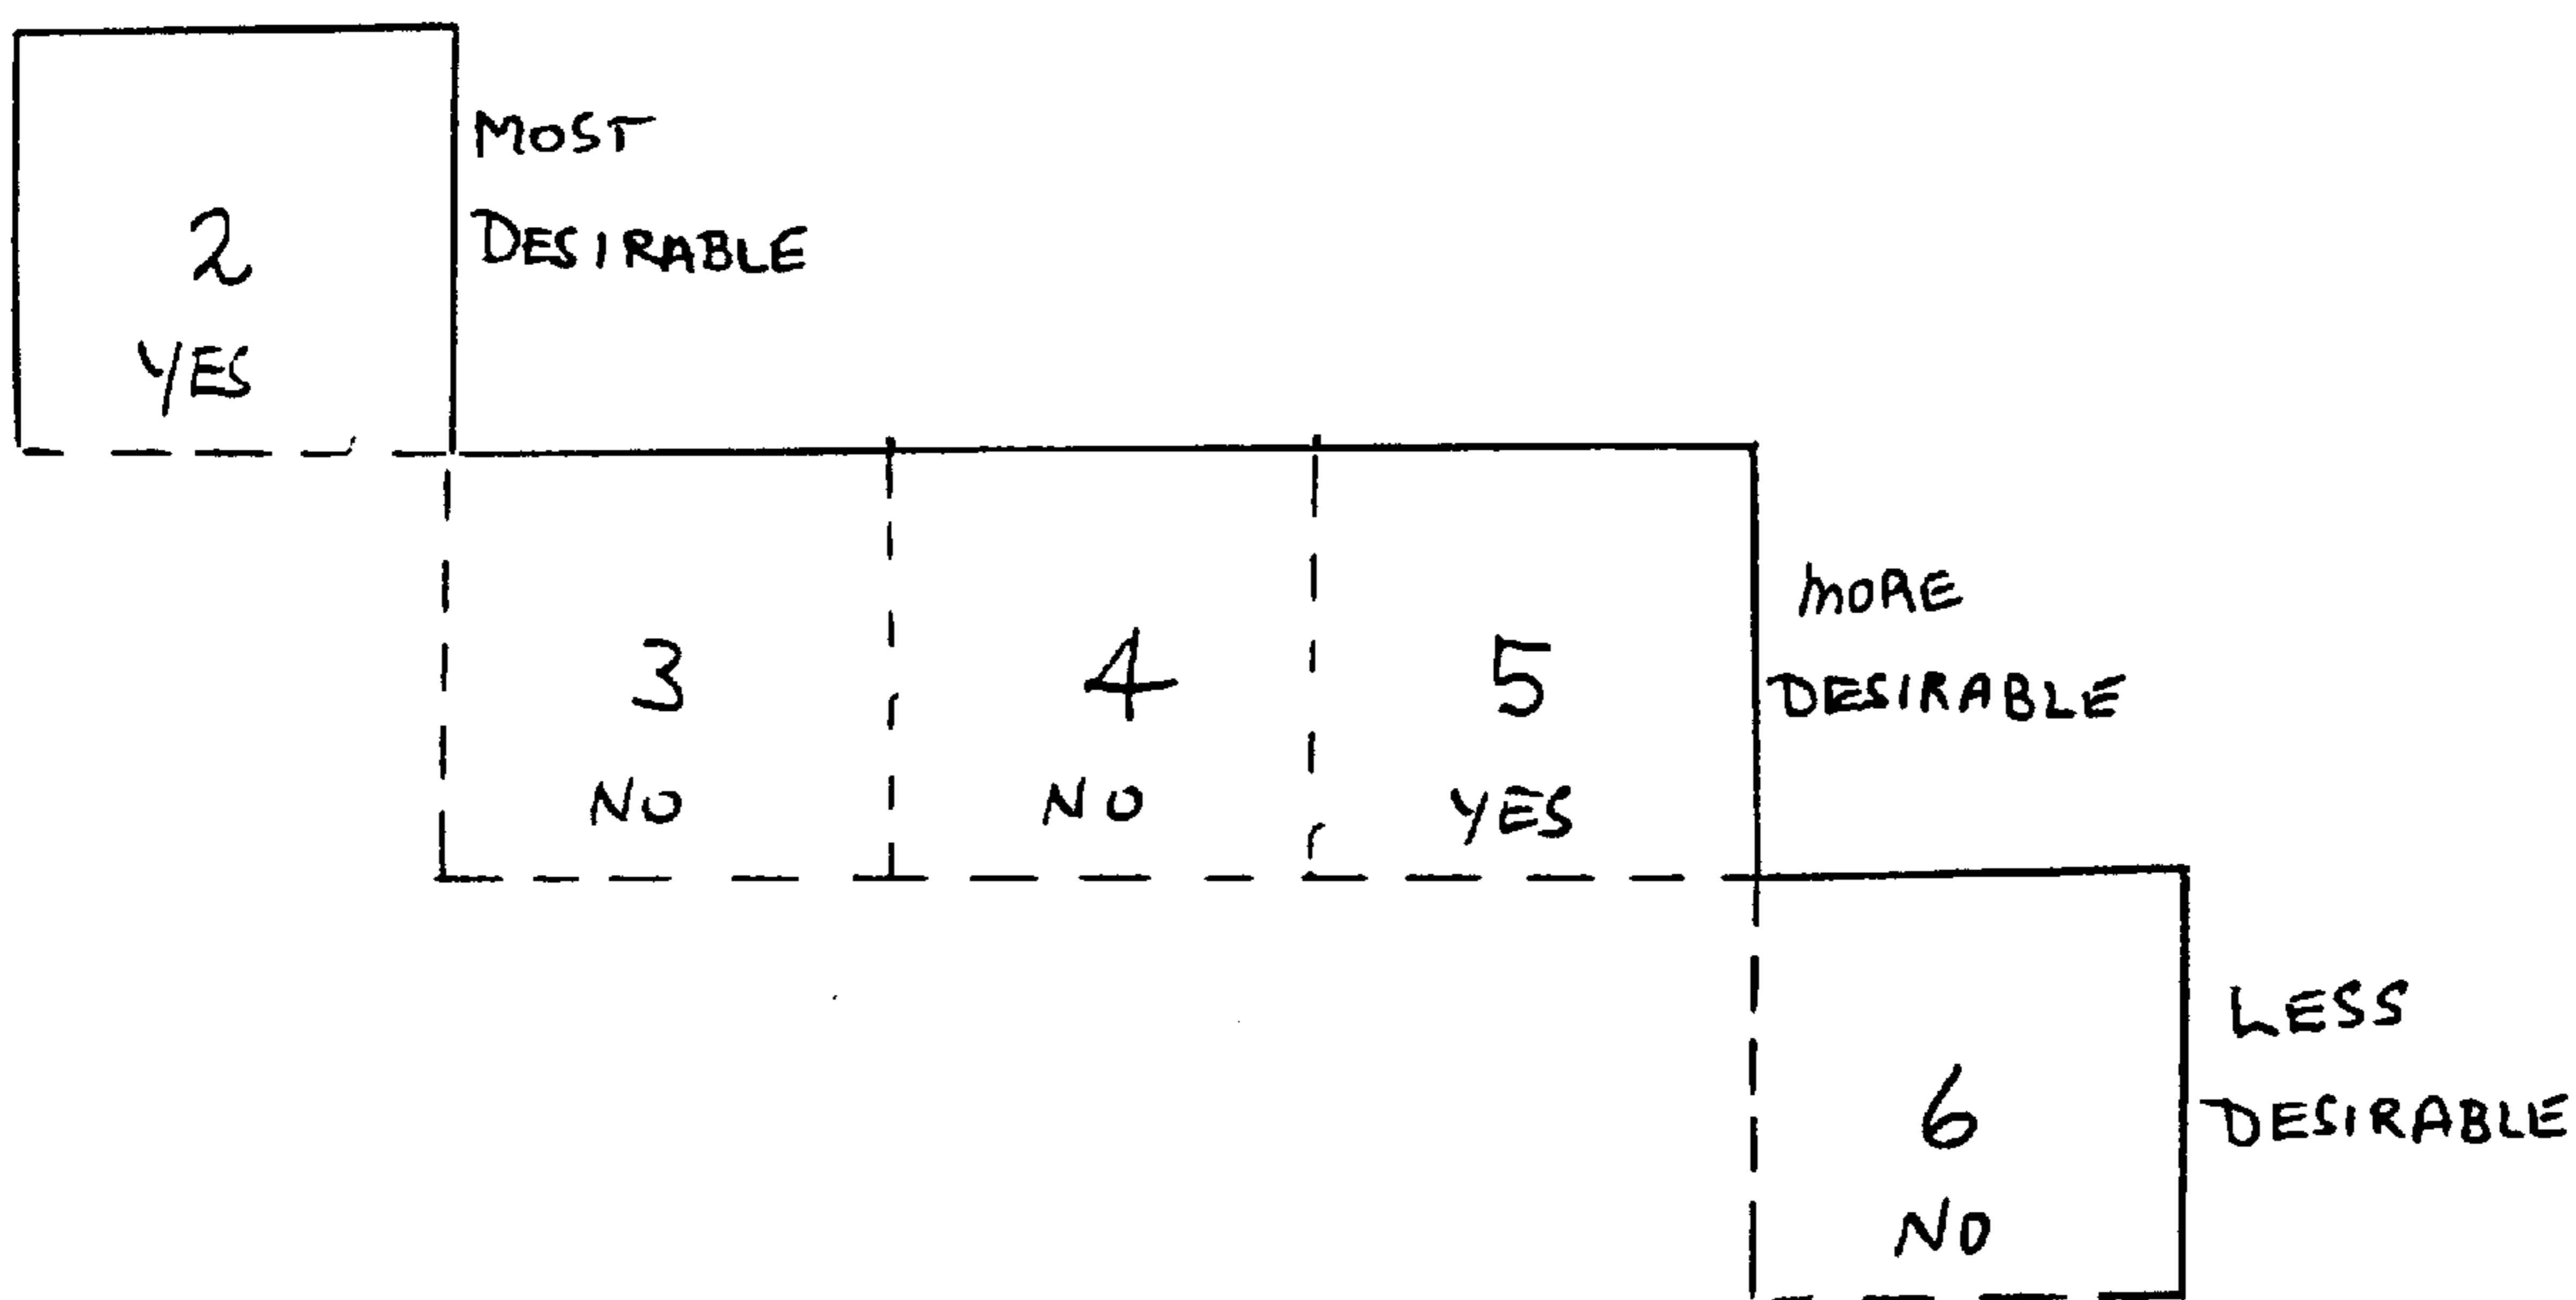 MOST
DESIRABLE
2
YES
MORE
DESIRABLE
3 4 5
NO NO YES
LESS
DESIRABLE
6
NO